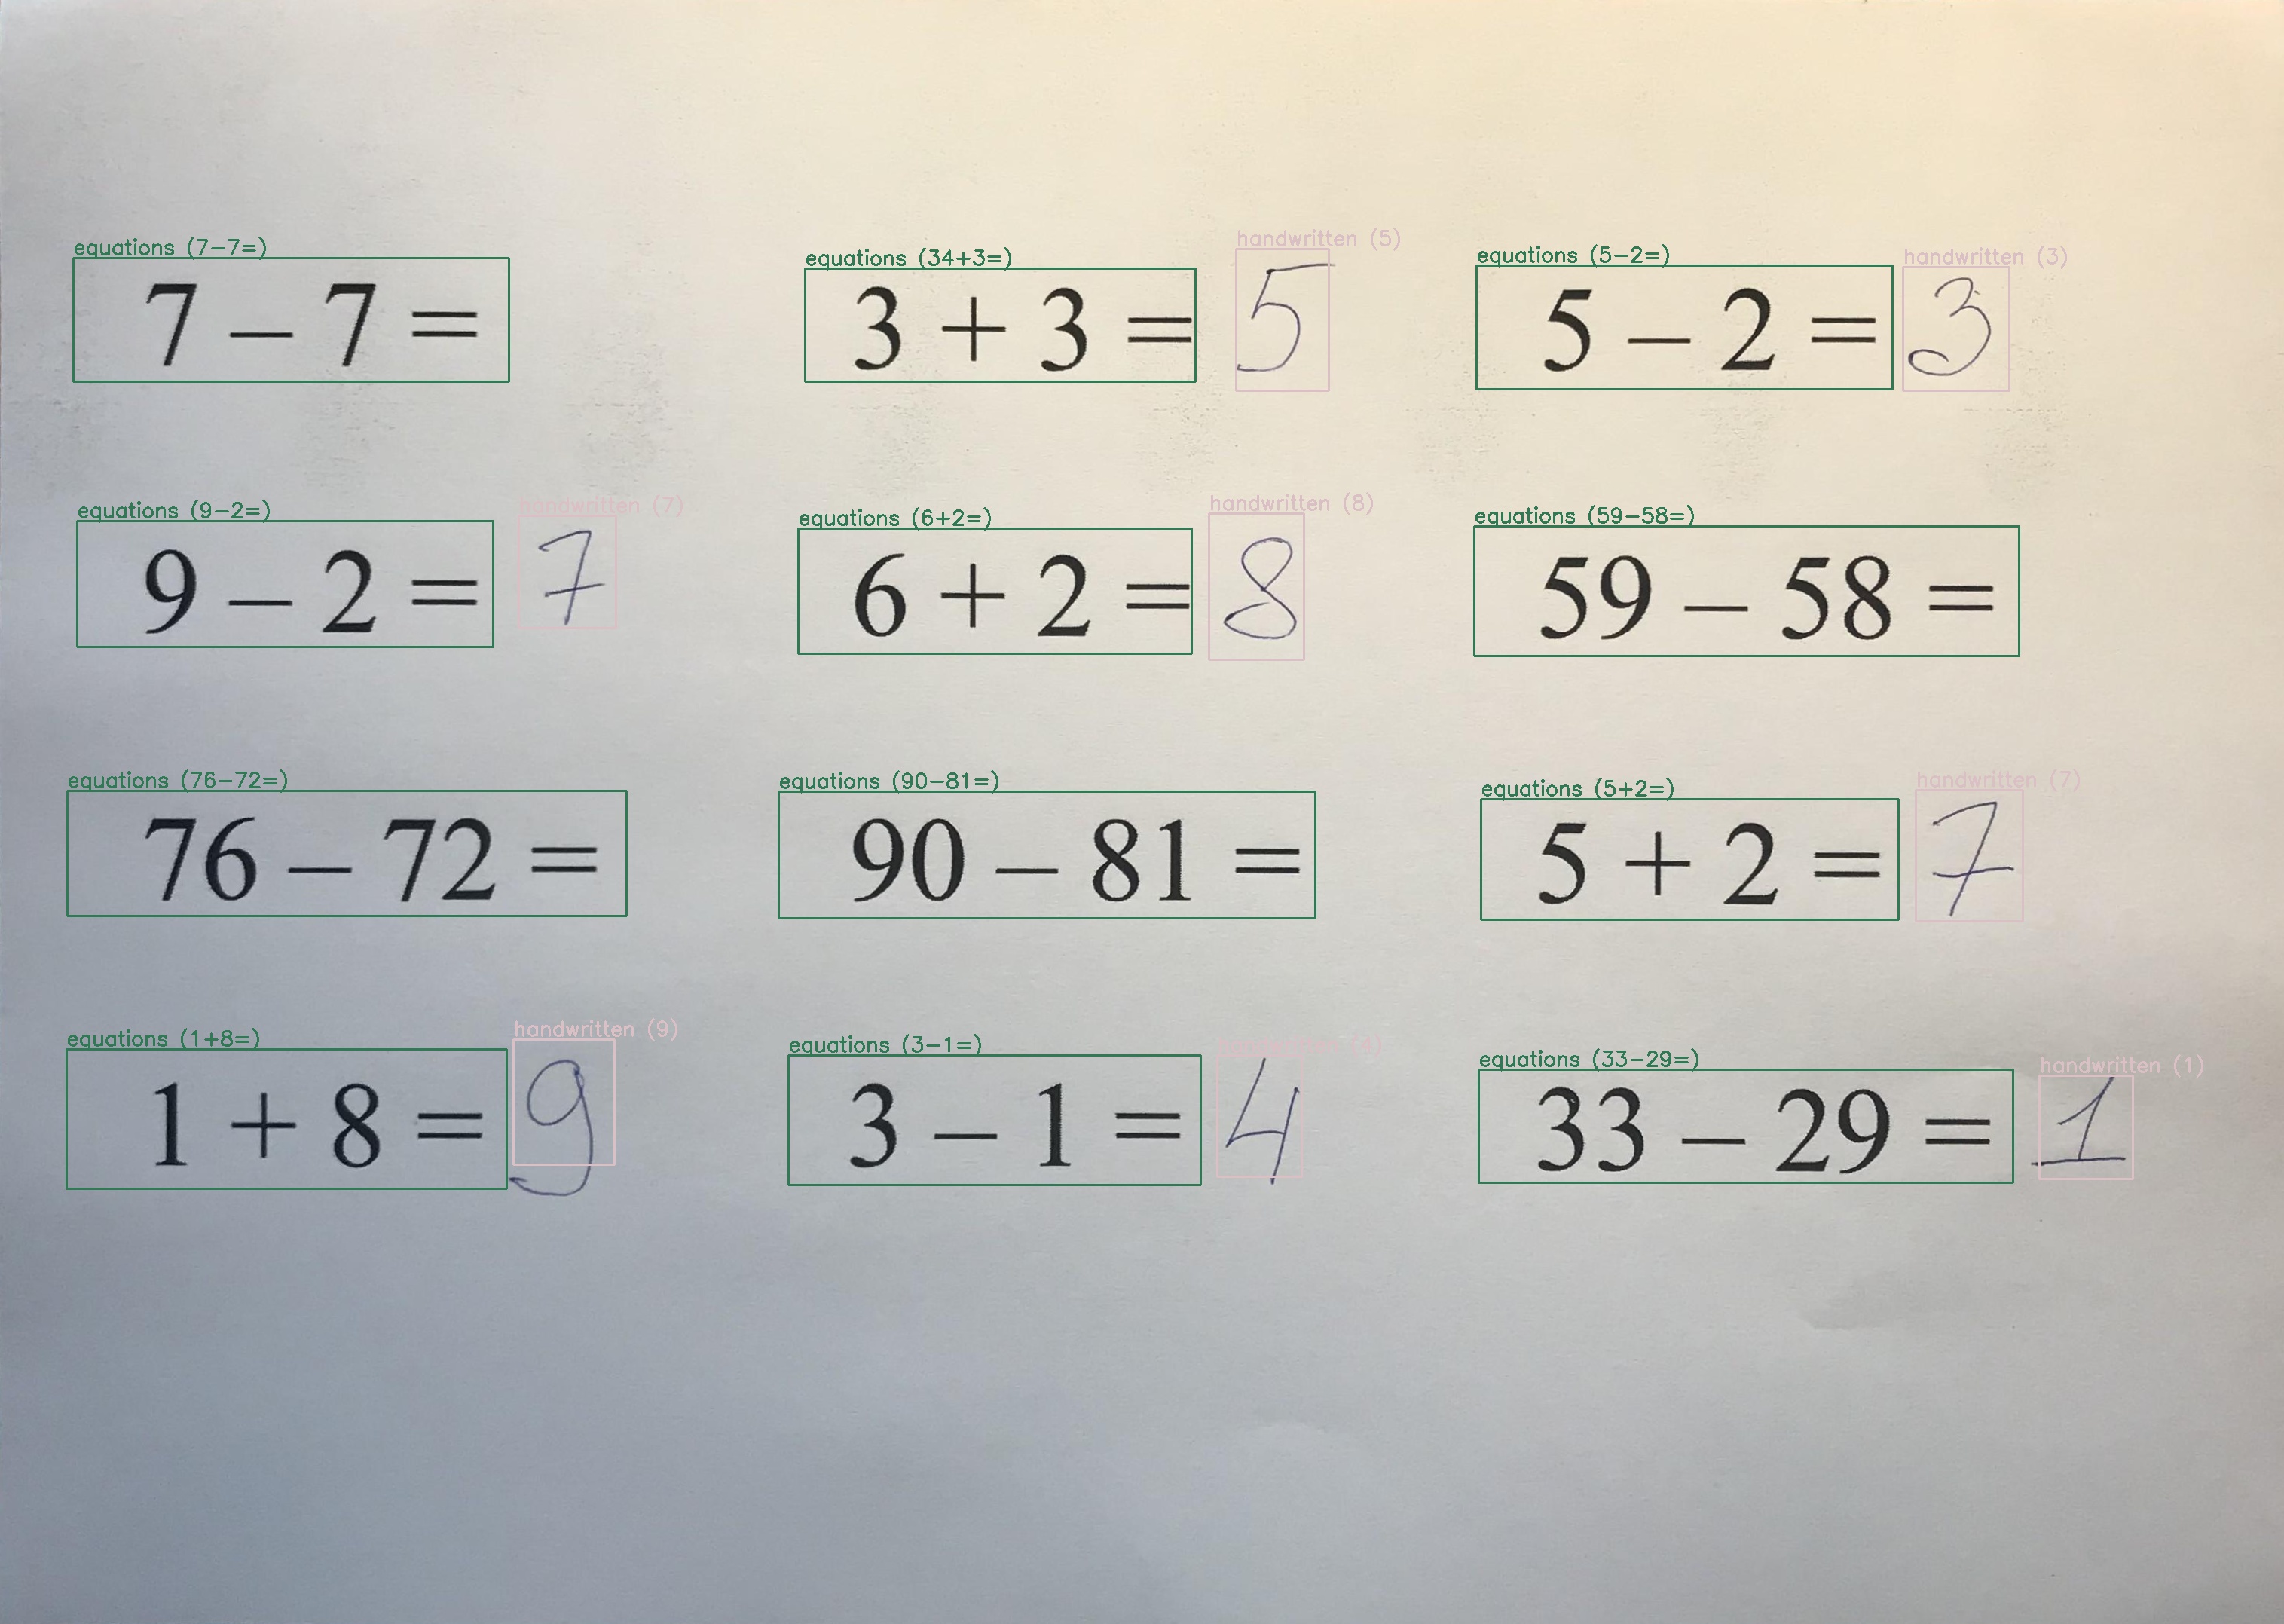 equations (7-7=) equations (34+3=) handwritten (5) equations (5-2=) handwritten (3)
7 – 7 = 3 + 3 = 5 5 – 2 = 3
equations (9-2=) handwritten (7) equations (6+2=) handwritten (8) equations (59-58=)
9 – 2 = 7 6 + 2 = 8 59 – 58 =
equations (76-72=) equations (90-81=) equations (5+2=) handwritten (7)
76 – 72 = 90 – 81 = 5 + 2 = 7
equations (1+8=) handwritten (9) equations (3-1=) handwritten (4) equations (33-29=) handwritten (1)
1 + 8 = 9 3 – 1 = 4 33 – 29 = 1